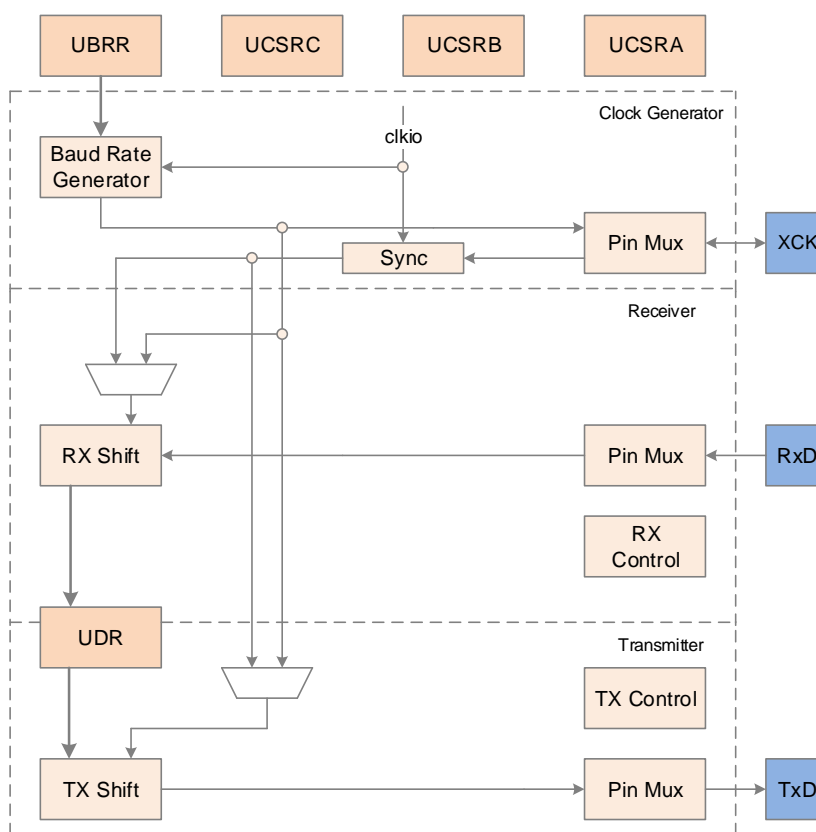 UBRR
UCSRC
UCSRB
UCSRA
Clock Generator
clkio
Baud Rate
Generator
Pin Mux
XCK
Sync
Receiver
RX Shift
Pin Mux
RxD
RX
Control
UDR
Transmitter
TX Control
TX Shift
Pin Mux
TxD